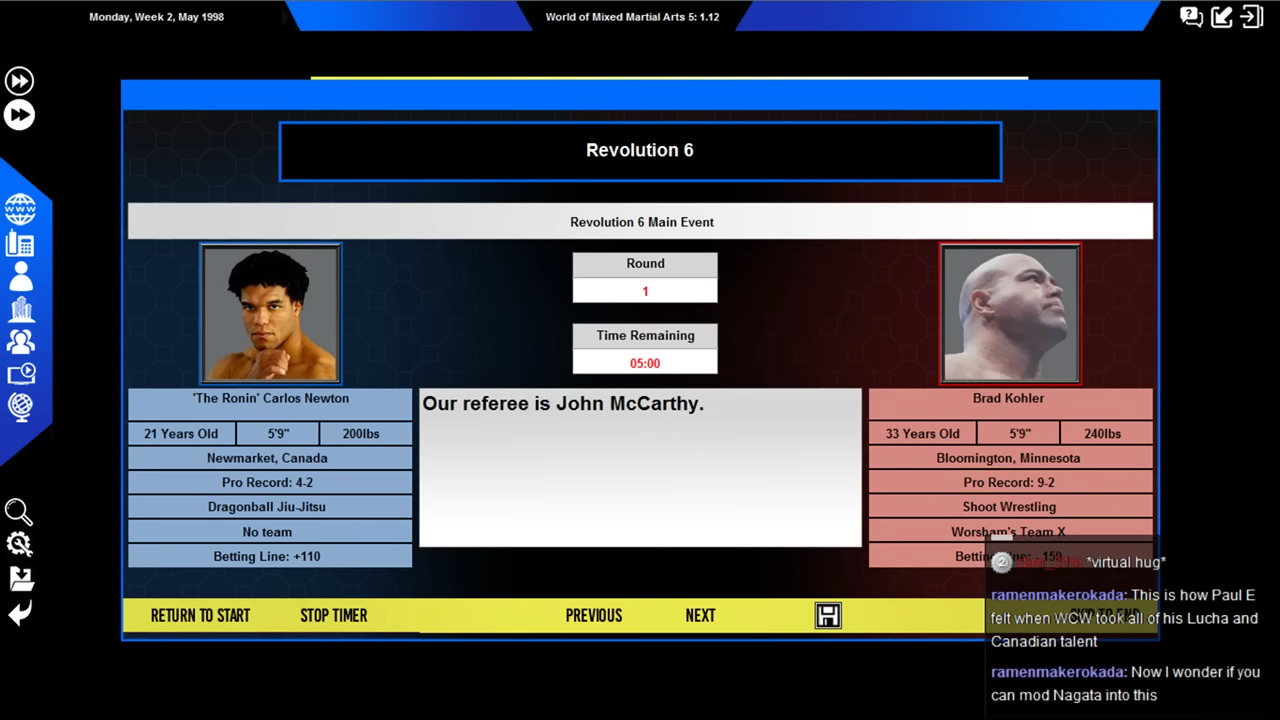 Monday, Week 2, May 1998
World of Mixed Martial Arts 5: 1.12
Revolution 6
Revolution 6 Main Event
Round
1
Time Remaining
05:00
'The Ronin' Carlos Newton
21 Years Old
5'9"
200lbs
Newmarket, Canada
Pro Record: 4-2
Dragonball Jiu-Jitsu
No team
Betting Line: +110
Our referee is John McCarthy.
Brad Kohler
33 Years Old
5'9"
240lbs
Bloomington, Minnesota
Pro Record: 9-2
Shoot Wrestling
Worsham's Team X
*virtual hug*
ramenmakerokada: This is how Paul E
felt when WCW took all of his Lucha and
Canadian talent
ramenmakerokada: Now I wonder if you
can mod Nagata into this
RETURN TO START
STOP TIMER
PREVIOUS
NEXT
SKIP TO END